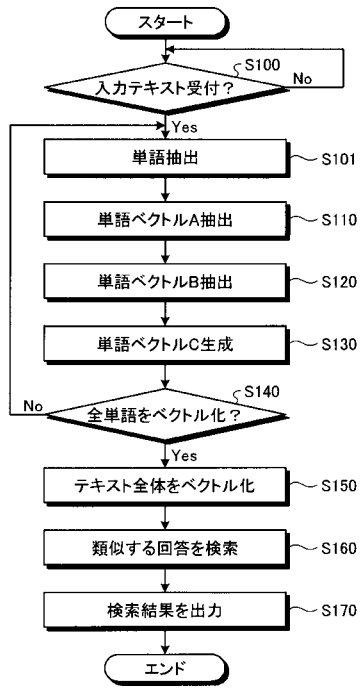 スタート
S100
入力テキスト受付？
No
Yes
単語抽出
S101
単語ベクトルA抽出
S110
単語ベクトルB抽出
S120
単語ベクトルC生成
S130
S140
No
全単語をベクトル化？
Yes
テキスト全体をベクトル化
S150
類似する回答を検索
S160
検索結果を出力
S170
エンド